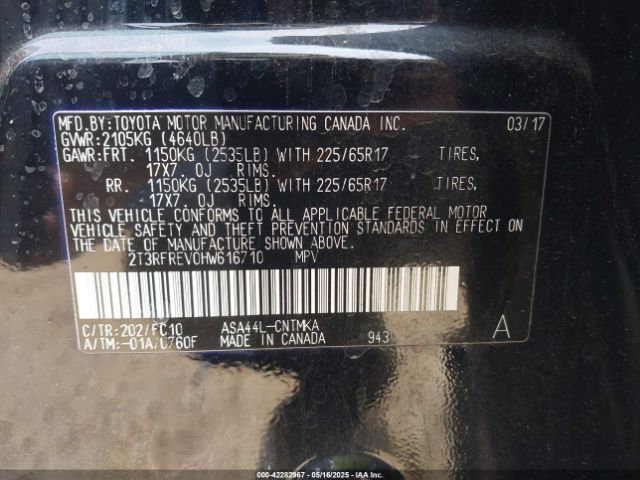 MFD.BY:TOYOTA MOTOR MANUFACTURING CANADA INC. 03/17
GVWR:2105KG (4640LB)
GAWR:FRT. 1150KG (2535LB) WITH 225/65R17 TIRES,
17X7.0J RIMS.
RR. 1150KG (2535LB) WITH 225/65R17 TIRES,
17X7.0J RIMS.
THIS VEHICLE CONFORMS TO ALL APPLICABLE FEDERAL MOTOR
VEHICLE SAFETY AND THEFT PREVENTION STANDARDS IN EFFECT ON
THE DATE OF MANUFACTURE SHOWN ABOVE.
2T3RFREV0HW616710 MPV
C/TR:202/FC10 ASA44L-CNTMKA
A/TM:-01A/U760F MADE IN CANADA 943 A
000-42282967 - 05/16/2025 - IAAI.COM